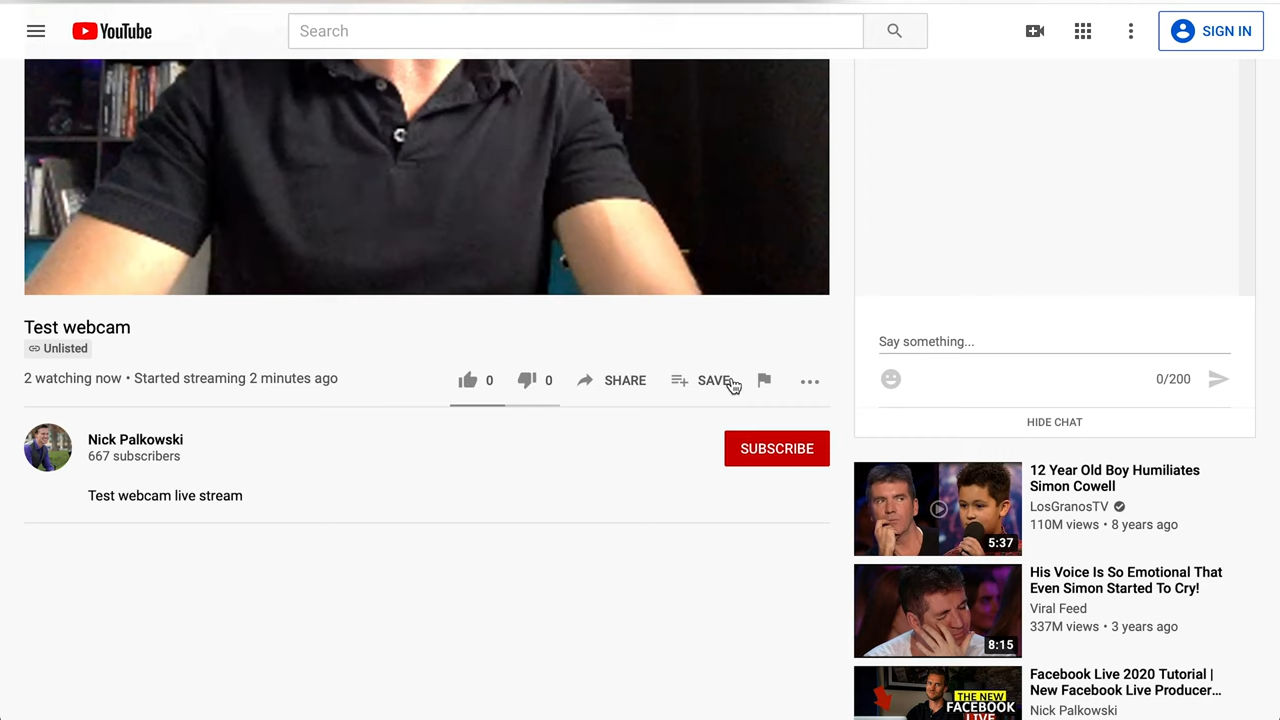 YouTube
Search
SIGN IN
Test webcam
Unlisted
2 watching now • Started streaming 2 minutes ago
0
0
SHARE
SAVE
Nick Palkowski
667 subscribers
SUBSCRIBE
Test webcam live stream
Say something...
0/200
HIDE CHAT
12 Year Old Boy Humiliates
Simon Cowell
LosGranosTV
110M views • 8 years ago
5:37
His Voice Is So Emotional That
Even Simon Started To Cry!
Viral Feed
337M views • 3 years ago
8:15
Facebook Live 2020 Tutorial |
New Facebook Live Producer...
Nick Palkowski
THE NEW
FACEBOOK
LIVE